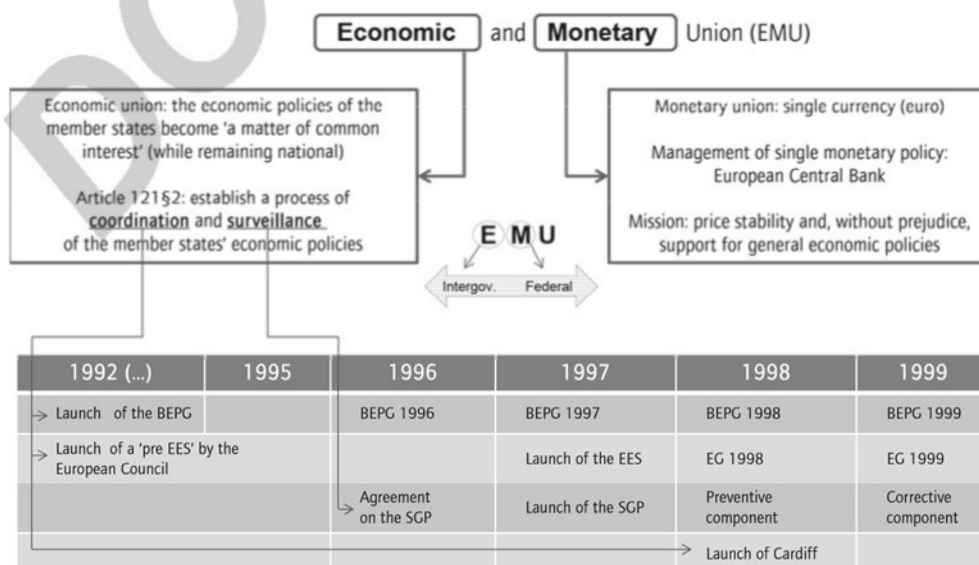 Economic and Monetary Union (EMU)
Economic union: the economic policies of the
member states become ‘a matter of common
interest’ (while remaining national)
Article 121§2: establish a process of
coordination and surveillance
of the member states’ economic policies
Monetary union: single currency (euro)
Management of single monetary policy:
European Central Bank
Mission: price stability and, without prejudice,
support for general economic policies
E M U
Intergov. Federal
1992 (...) 1995 1996 1997 1998 1999
Launch of the BEPG BEPG 1996 BEPG 1997 BEPG 1998 BEPG 1999
Launch of a ‘pre EES’ by the
European Council
Launch of the EES EG 1998 EG 1999
Agreement
on the SGP
Launch of the SGP
Preventive
component
Corrective
component
Launch of Cardiff